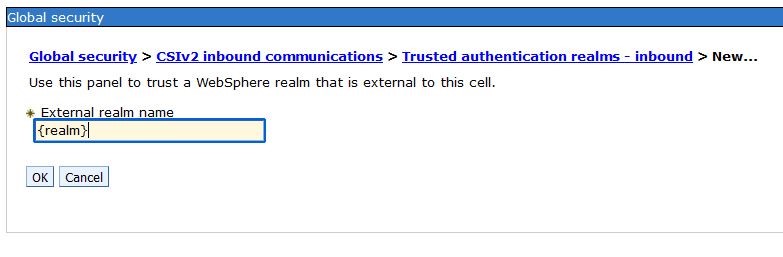 Global security
Global security > CSIv2 inbound communications > Trusted authentication realms - inbound > New...
Use this panel to trust a WebSphere realm that is external to this cell.
External realm name
{realm}
OK Cancel